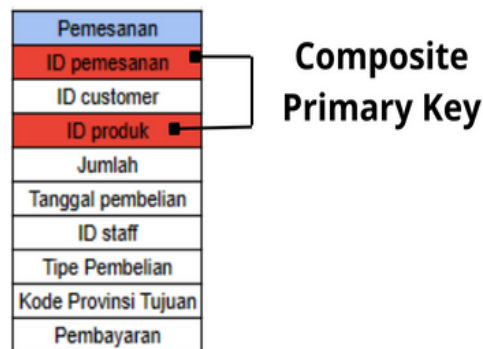 Pemesanan
ID pemesanan
ID customer
ID produk
Jumlah
Tanggal pembelian
ID staff
Tipe Pembelian
Kode Provinsi Tujuan
Pembayaran
Composite
Primary Key